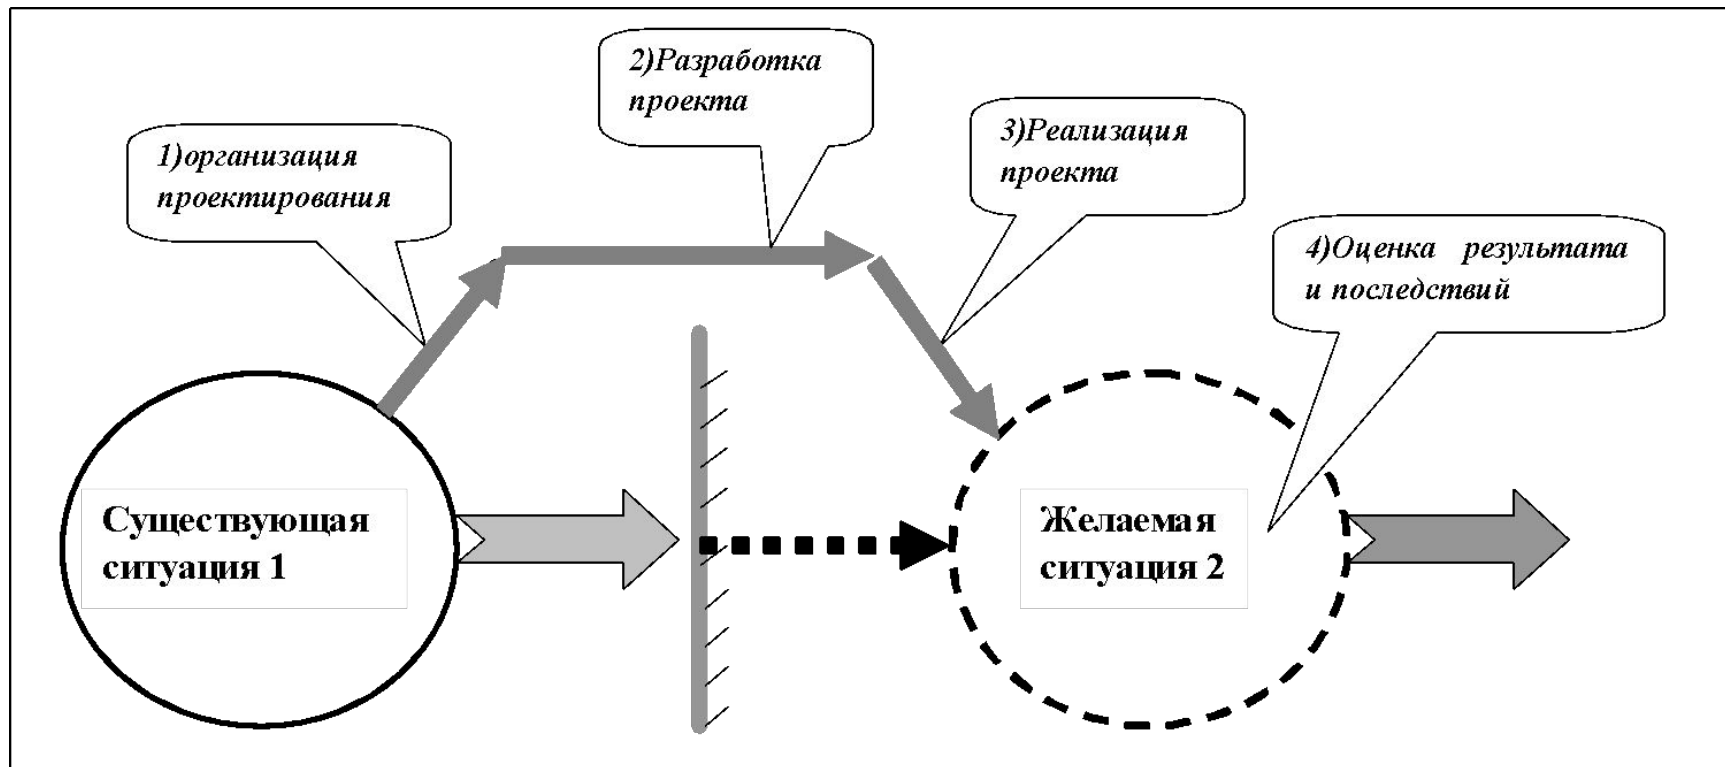 2)Разработка
проекта
3)Реализация
проекта
1)организация
проектирования
4)Оценка результата
и последствий
Существующая
ситуация 1
Желаемая
ситуация 2